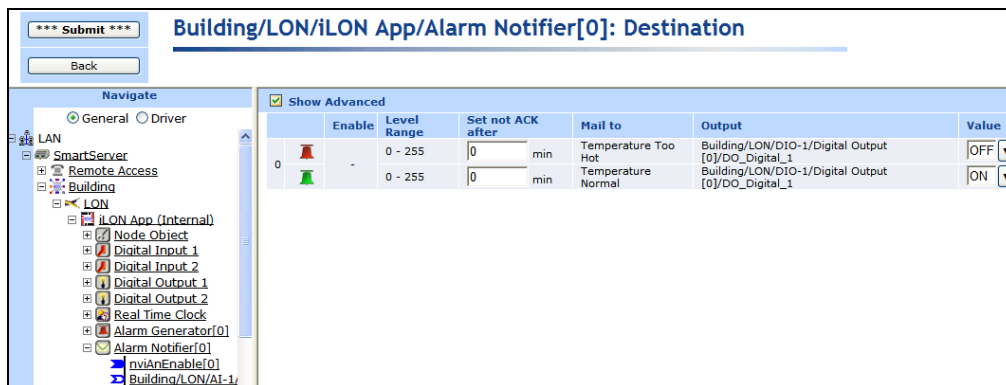 *** Submit ***
Building/LON/iLON App/Alarm Notifier[0]: Destination
Back
Navigate
General Driver
LAN
SmartServer
Remote Access
Building
LON
iLON App (Internal)
Node Object
Digital Input 1
Digital Input 2
Digital Output 1
Digital Output 2
Real Time Clock
Alarm Generator[0]
Alarm Notifier[0]
nviAnEnable[0]
Building/LON/AI-1/
Show Advanced
Enable Level Range Set not ACK after Mail to Output Value
0 - 0 - 255 0 min Temperature Too Hot Building/LON/DIO-1/Digital Output [0]/DO_Digital_1 OFF
0 - 255 0 min Temperature Normal Building/LON/DIO-1/Digital Output [0]/DO_Digital_1 ON